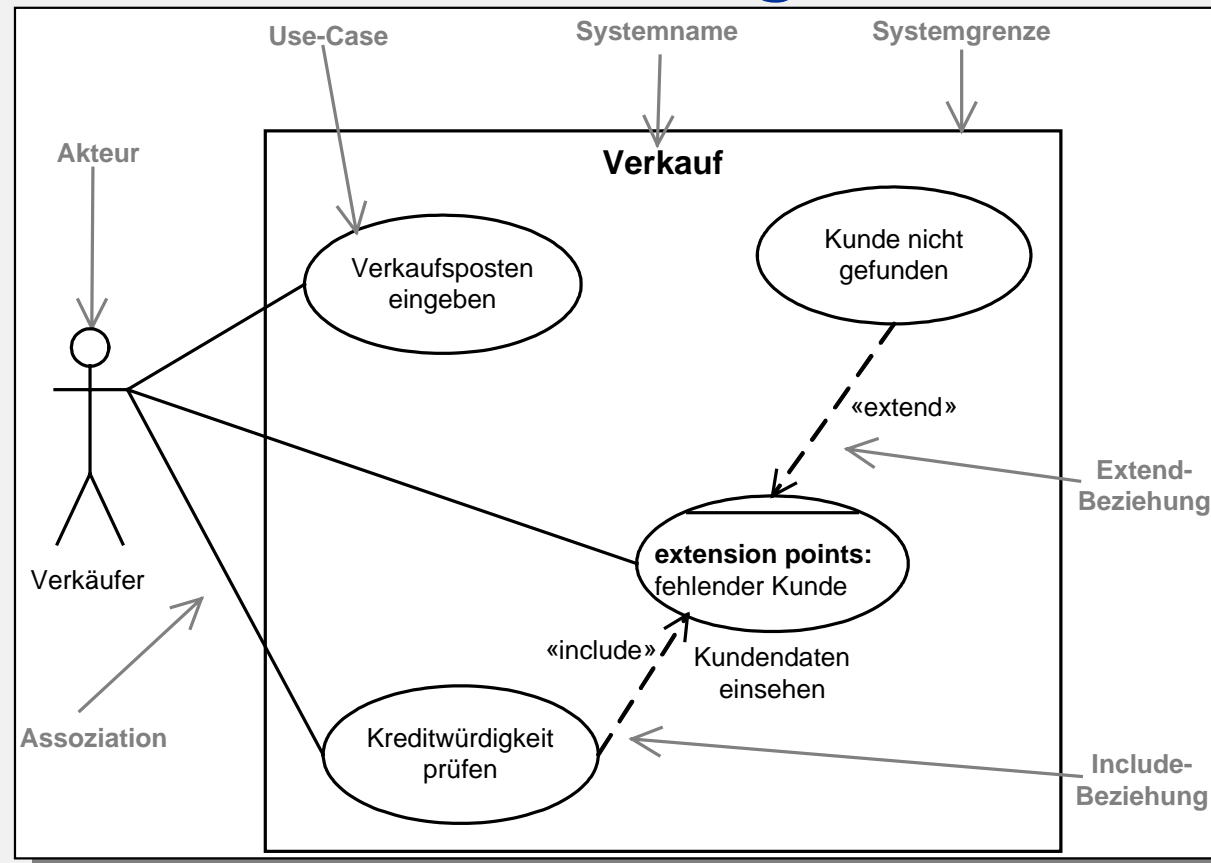 Use-Case
Systemname
Systemgrenze
Akteur
Verkauf
Verkaufsposten
eingeben
Kunde nicht
gefunden
«extend»
Extend-
Beziehung
extension points:
fehlender Kunde
Verkäufer
«include»
Kundendaten
einsehen
Assoziation
Kreditwürdigkeit
prüfen
Include-
Beziehung